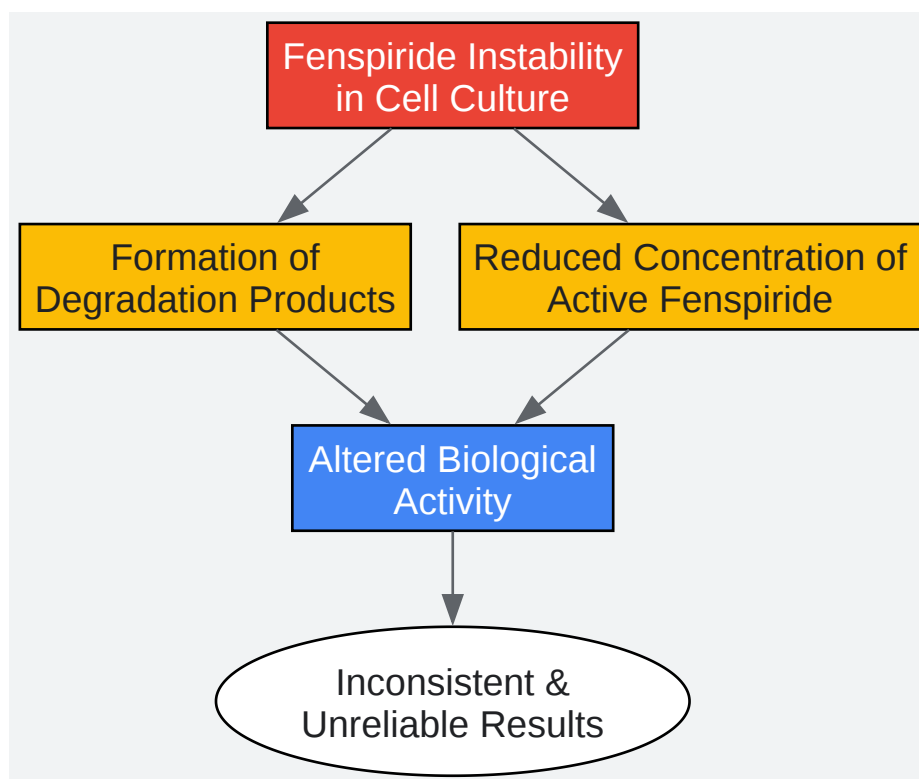 Fenspiride Instability
in Cell Culture
Formation of
Degradation Products
Reduced Concentration of
Active Fenspiride
Altered Biological
Activity
Inconsistent &
Unreliable Results